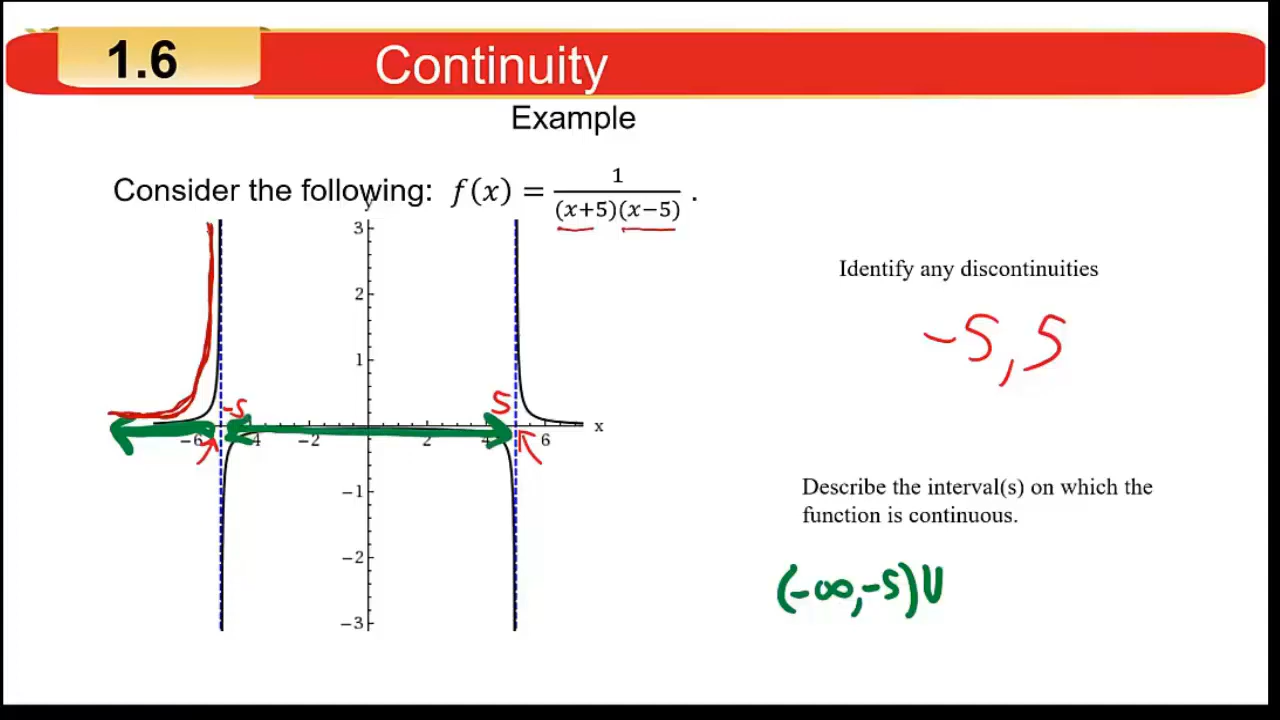 1.6 Continuity
Example
Consider the following: f(x) = 1/((x+5)(x−5)) .
y
3
2
1
-5 5
−6 4 −2 2 4 6 x
−1
−2
−3
Identify any discontinuities
-5, 5
Describe the interval(s) on which the
function is continuous.
(-∞,-5)∪